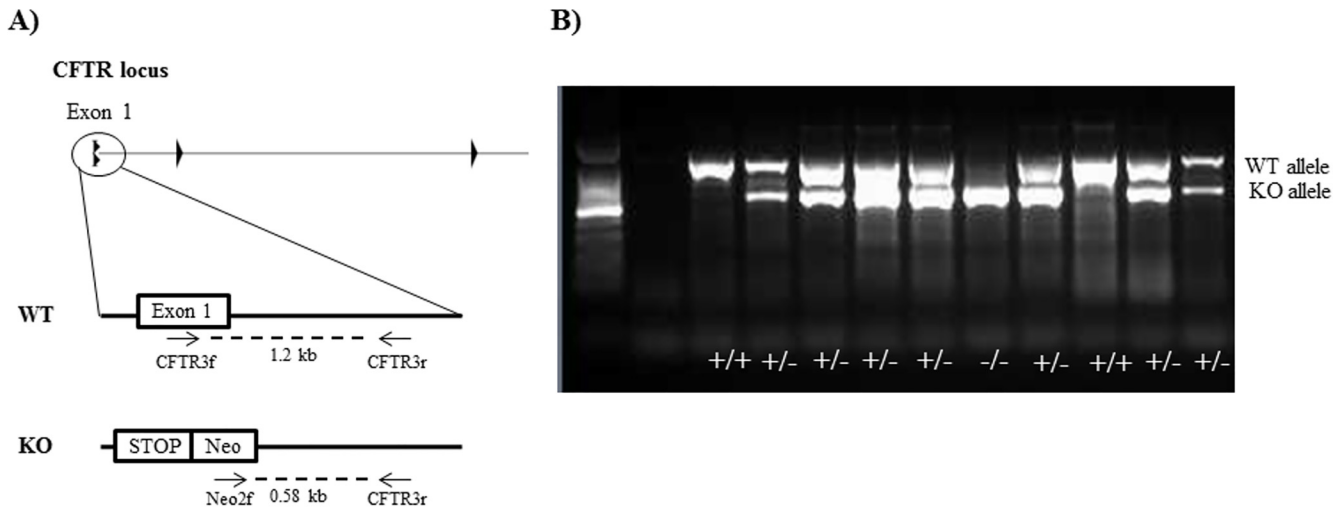 A)
CFTR locus
Exon 1
WT
Exon 1
CFTR3f
1.2 kb
CFTR3r
KO
STOP
Neo
Neo2f
0.58 kb
CFTR3r
B)
WT allele
KO allele
+/+ +/- +/- +/- +/- -/- +/- +/+ +/- +/-